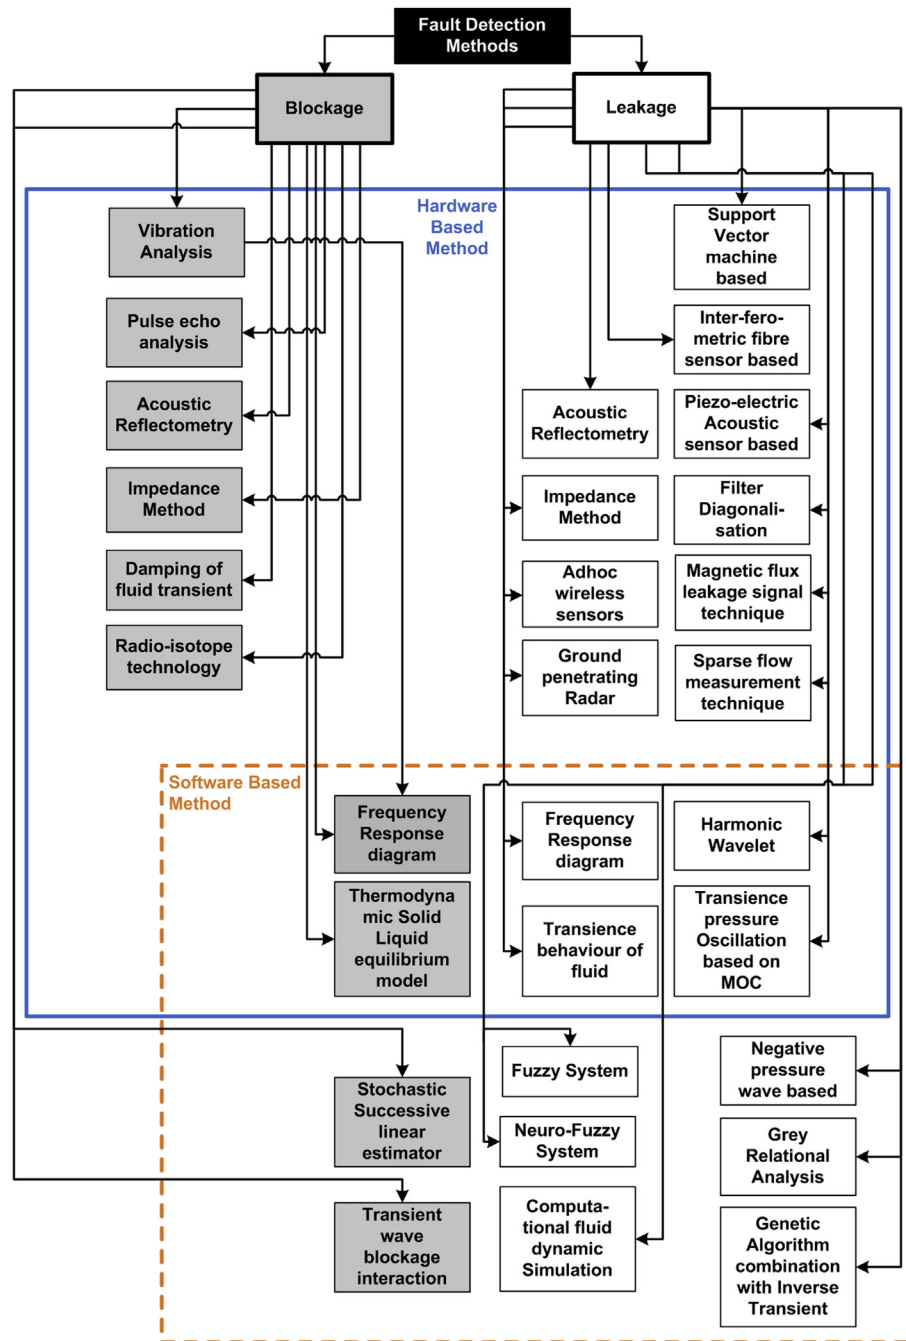 Fault Detection
Methods
Blockage
Leakage
Hardware
Based
Method
Vibration
Analysis
Pulse echo
analysis
Acoustic
Reflectometry
Impedance
Method
Damping of
fluid transient
Radio-isotope
technology
Support
Vector
machine
based
Inter-fero-
metric fibre
sensor based
Acoustic
Reflectometry
Piezo-electric
Acoustic
sensor based
Impedance
Method
Filter
Diagonali-
sation
Adhoc
wireless
sensors
Magnetic flux
leakage signal
technique
Ground
penetrating
Radar
Sparse flow
measurement
technique
Software Based
Method
Frequency
Response
diagram
Thermodyna
mic Solid
Liquid
equilibrium
model
Frequency
Response
diagram
Harmonic
Wavelet
Transience
behaviour of
fluid
Transience
pressure
Oscillation
based on
MOC
Stochastic
Successive
linear
estimator
Transient
wave
blockage
interaction
Fuzzy System
Neuro-Fuzzy
System
Computa-
tional fluid
dynamic
Simulation
Negative
pressure
wave based
Grey
Relational
Analysis
Genetic
Algorithm
combination
with Inverse
Transient